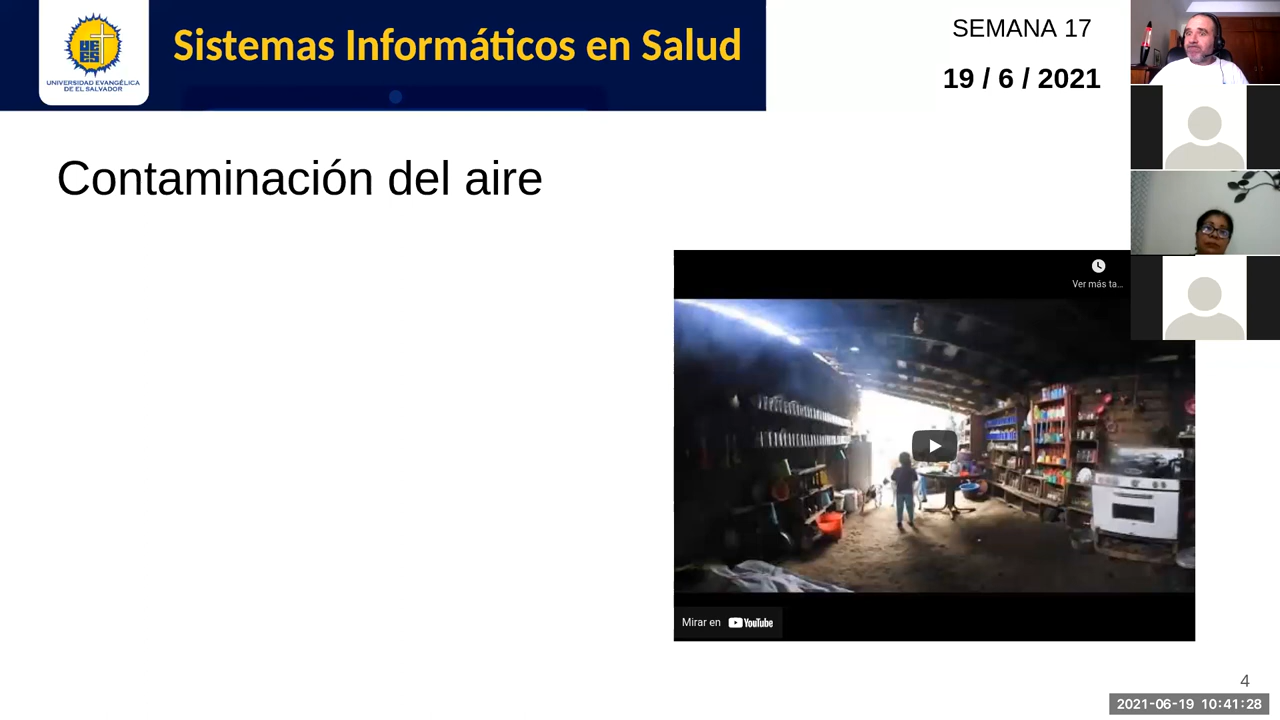 UNIVERSIDAD EVANGÉLICA
DE EL SALVADOR
Sistemas Informáticos en Salud
SEMANA 17
19 / 6 / 2021
Contaminación del aire
Ver más ta...
Mirar en YouTube
4
2021-06-19 10:41:28